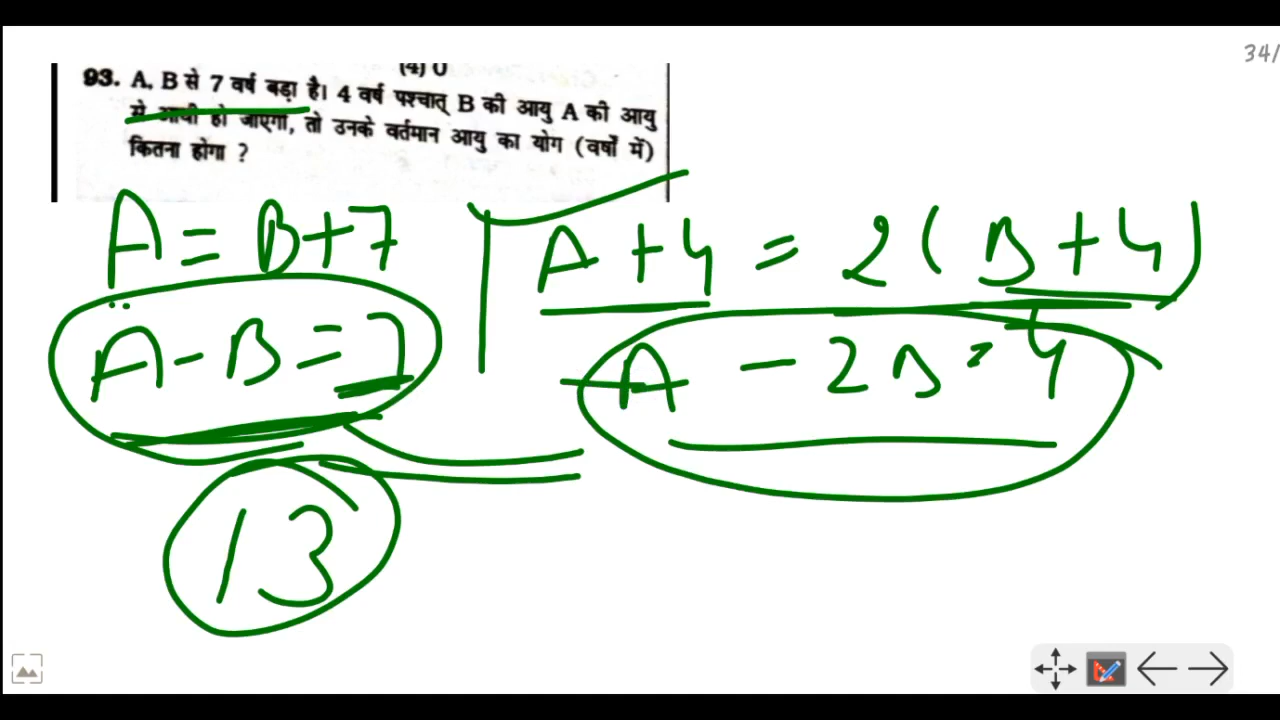 34/
(4) U
93. A, B से 7 वर्ष बड़ा है। 4 वर्ष पश्चात् B की आयु A की आयु
से आधी हो जाएगी, तो उनके वर्तमान आयु का योग (वर्षों में)
कितना होगा ?
A = B+7
A+4 = 2(B+4)
A-B=7
A - 2B = 4
13